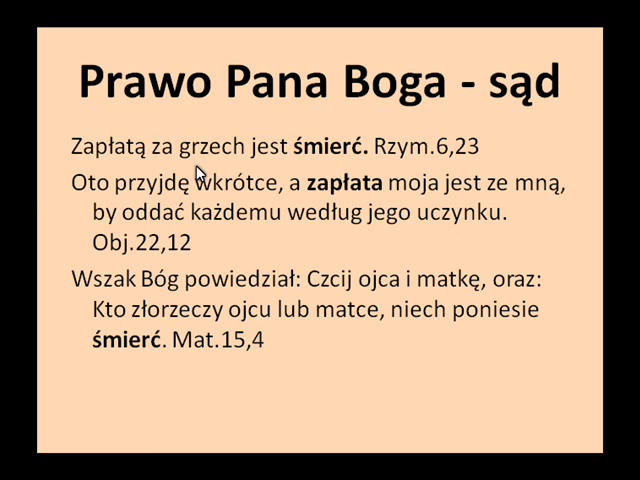 Prawo Pana Boga - sąd
Zapłatą za grzech jest śmierć. Rzym.6,23
Oto przyjdę wkrótce, a zapłata moja jest ze mną,
by oddać każdemu według jego uczynku.
Obj.22,12
Wszak Bóg powiedział: Czcij ojca i matkę, oraz:
Kto złorzeczy ojcu lub matce, niech poniesie
śmierć. Mat.15,4